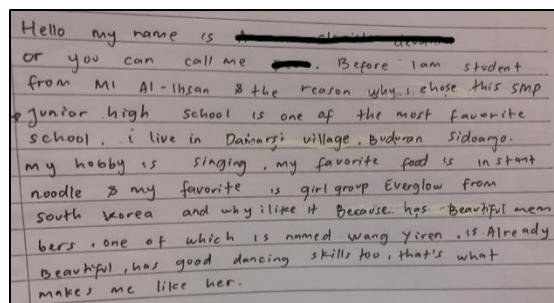 Hello my name is
or you can call me . Before I am student
from MI Al-Ihsan & the reason why i chose this SMP
junior high school is one of the most favorite
school. i live in Damarsi village. Buduran Sidoargo.
my hobby is singing, my favorite food is instant
noodle & my favorite is girl group Everglow from
south korea and why i like it Because has Beautiful mem
bers, one of which is named wang yiren. is Already
Beautiful, has good dancing skills too, that's what
makes me like her.